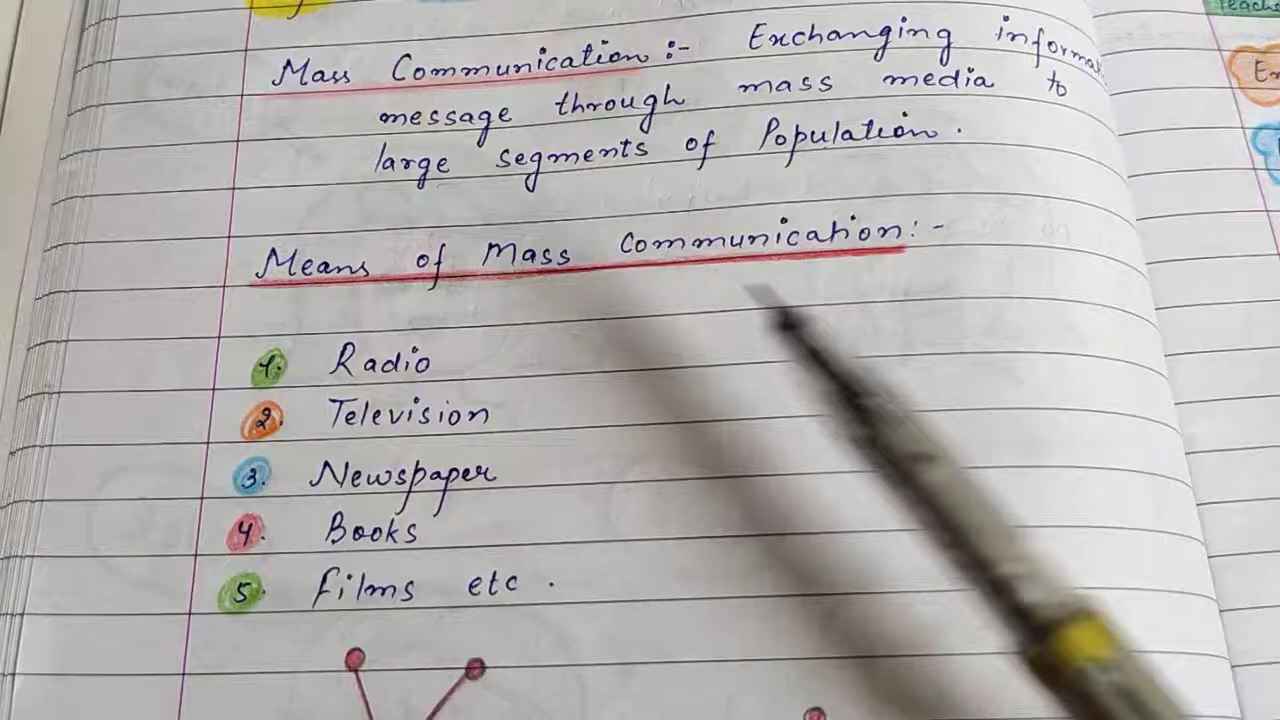 Mass Communication :- Exchanging informat
message through mass media to
large segments of Population .
Means of Mass Communication :-
1. Radio
2. Television
3. Newspaper
4. Books
5. Films etc .